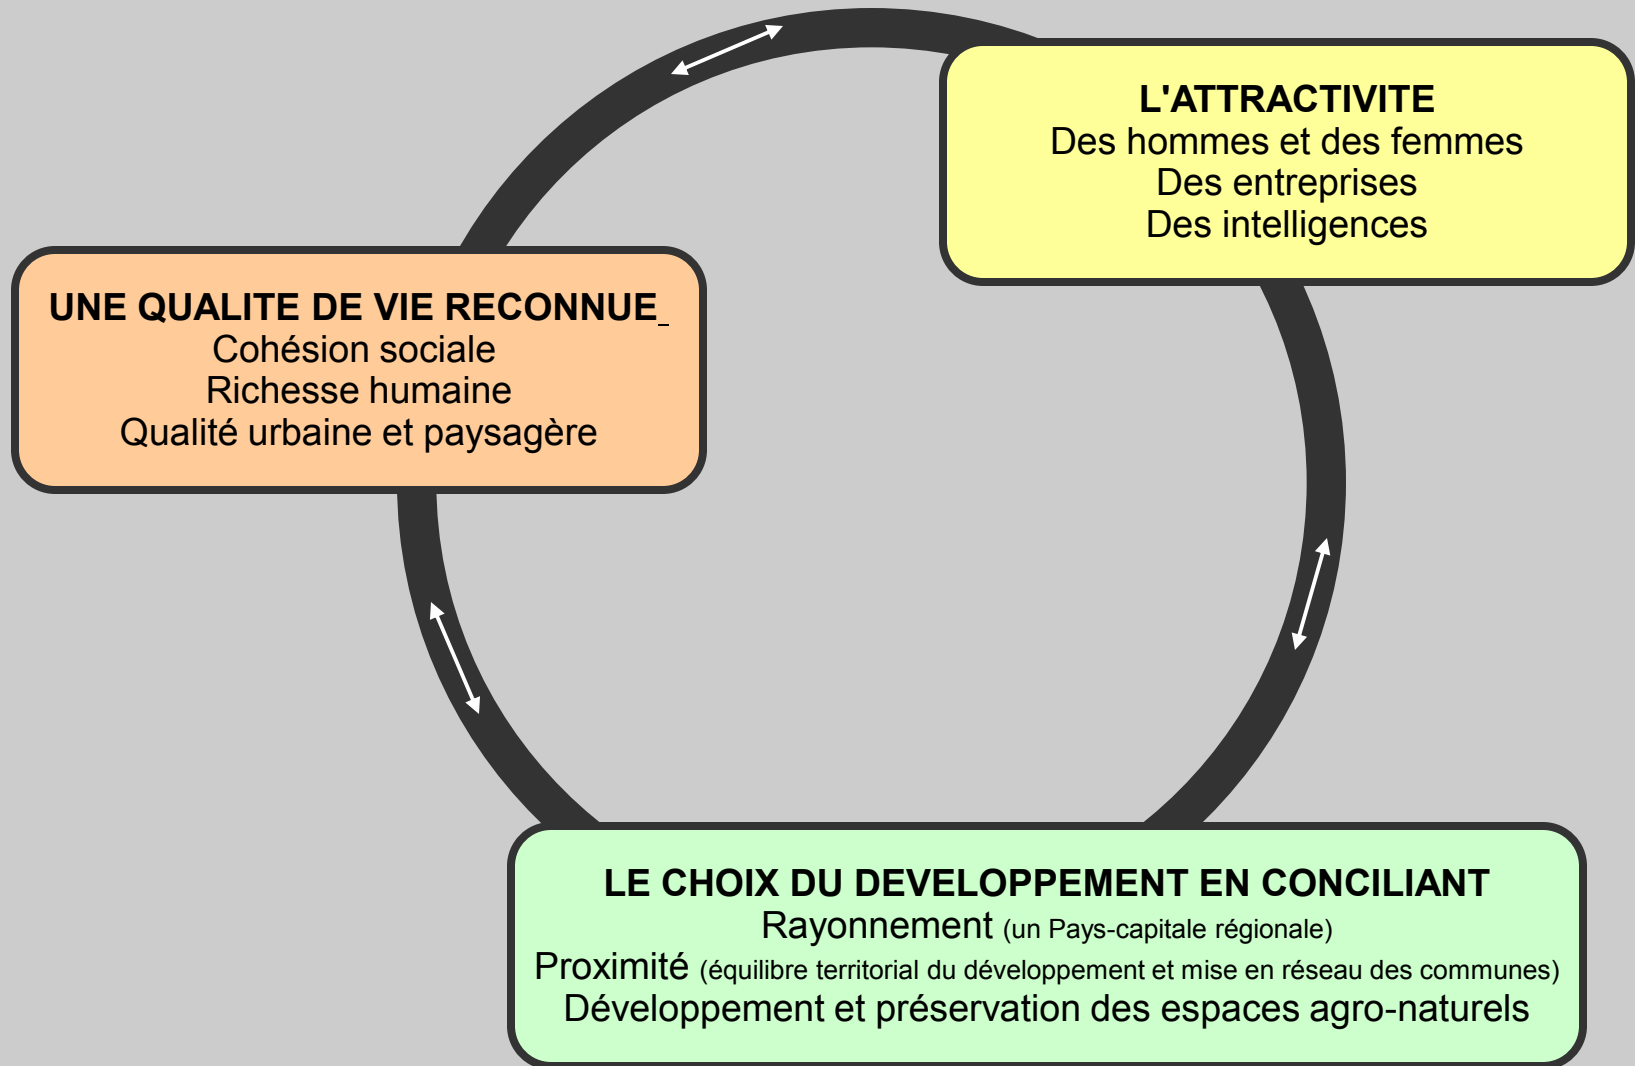 L'ATTRACTIVITE
Des hommes et des femmes
Des entreprises
Des intelligences
UNE QUALITE DE VIE RECONNUE
Cohésion sociale
Richesse humaine
Qualité urbaine et paysagère
LE CHOIX DU DEVELOPPEMENT EN CONCILIANT
Rayonnement (un Pays-capitale régionale)
Proximité (équilibre territorial du développement et mise en réseau des communes)
Développement et préservation des espaces agro-naturels